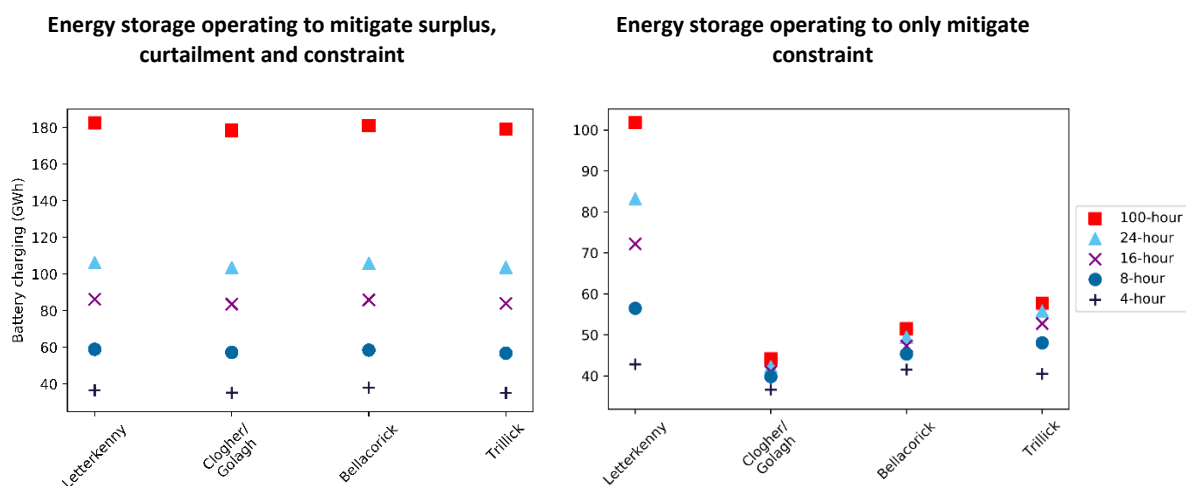 Energy storage operating to mitigate surplus,
curtailment and constraint
Energy storage operating to only mitigate
constraint
Battery charging (GWh)
180
160
140
120
100
80
60
40
Letterkenny
Clogher/
Golagh
Bellacorick
Trillick
100
90
80
70
60
50
40
Letterkenny
Clogher/
Golagh
Bellacorick
Trillick
100-hour
24-hour
16-hour
8-hour
4-hour